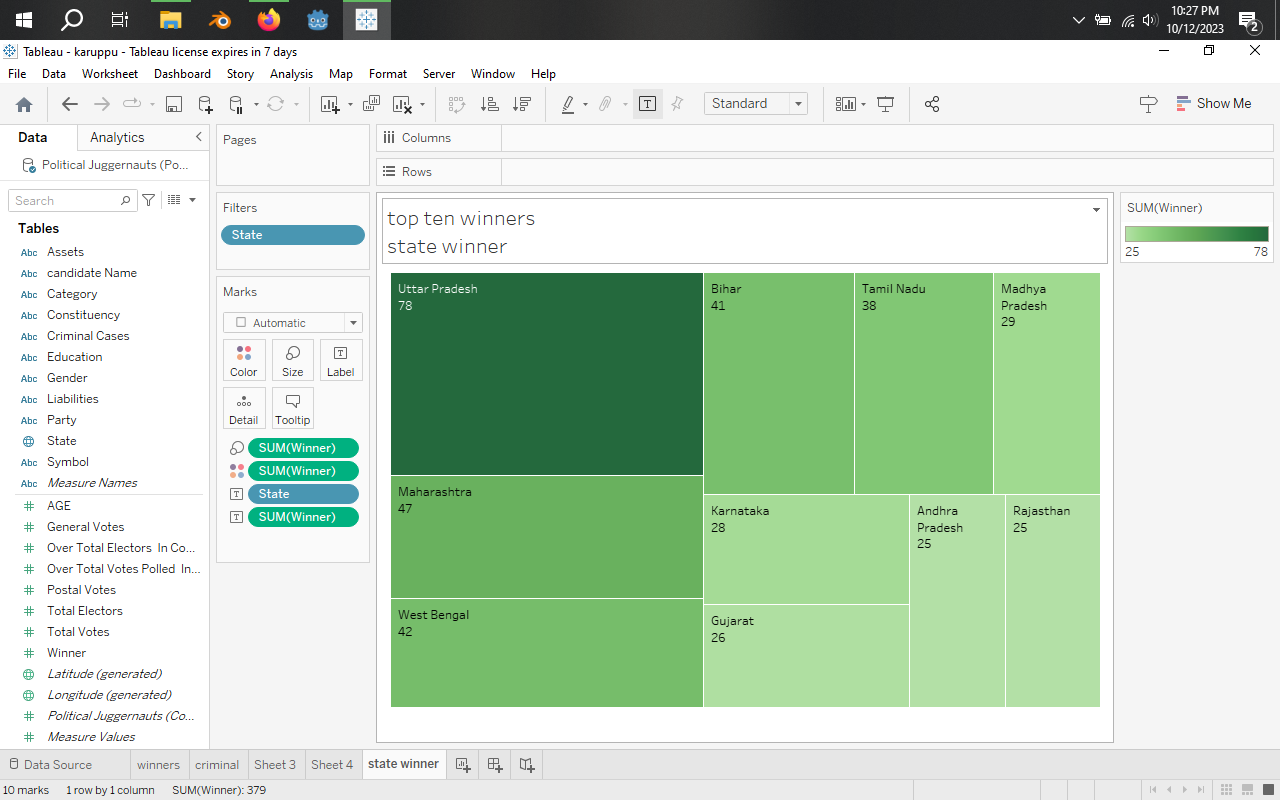 10:27 PM
10/12/2023
2
Tableau - karuppu - Tableau license expires in 7 days
File Data Worksheet Dashboard Story Analysis Map Format Server Window Help
Standard
Show Me
Data Analytics
Political Juggernauts (Po...
Search
Tables
Abc Assets
Abc candidate Name
Abc Category
Abc Constituency
Abc Criminal Cases
Abc Education
Abc Gender
Abc Liabilities
Abc Party
State
Abc Symbol
Abc Measure Names
AGE
General Votes
Over Total Electors In Co...
Over Total Votes Polled In...
Postal Votes
Total Electors
Total Votes
Winner
Latitude (generated)
Longitude (generated)
Political Juggernauts (Co...
Measure Values
Pages
Filters
State
Marks
Automatic
Color Size Label
Detail Tooltip
SUM(Winner)
SUM(Winner)
State
SUM(Winner)
Columns
Rows
top ten winners
state winner
Uttar Pradesh
78
Maharashtra
47
West Bengal
42
Bihar
41
Tamil Nadu
38
Madhya
Pradesh
29
Karnataka
28
Gujarat
26
Andhra
Pradesh
25
Rajasthan
25
SUM(Winner)
25 78
Data Source winners criminal Sheet 3 Sheet 4 state winner
10 marks 1 row by 1 column SUM(Winner): 379